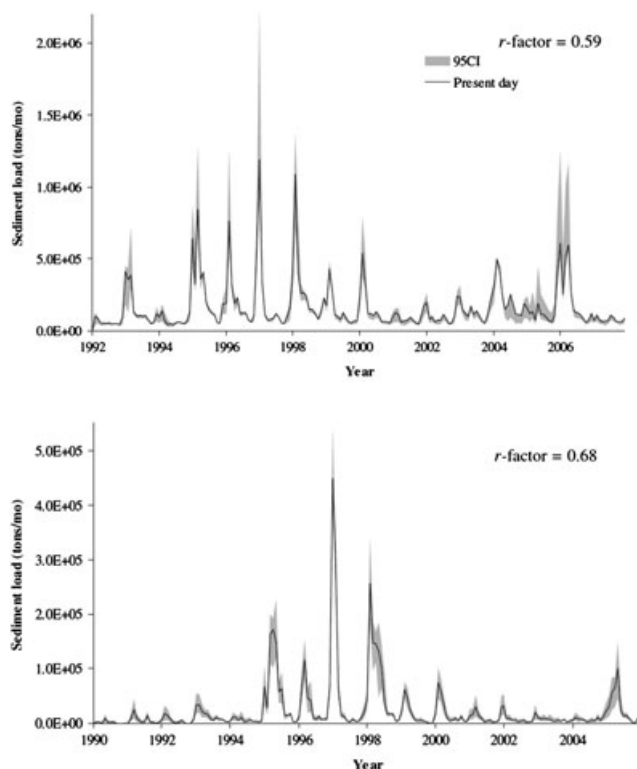 2.0E+06
r-factor = 0.59
95CI
Present day
1.5E+06
Sediment load (tons/mo)
1.0E+06
5.0E+05
0.0E+00
1992 1994 1996 1998 2000 2002 2004 2006
Year
5.0E+05
r-factor = 0.68
4.0E+05
Sediment load (tons/mo)
3.0E+05
2.0E+05
1.0E+05
0.0E+00
1990 1992 1994 1996 1998 2000 2002 2004
Year